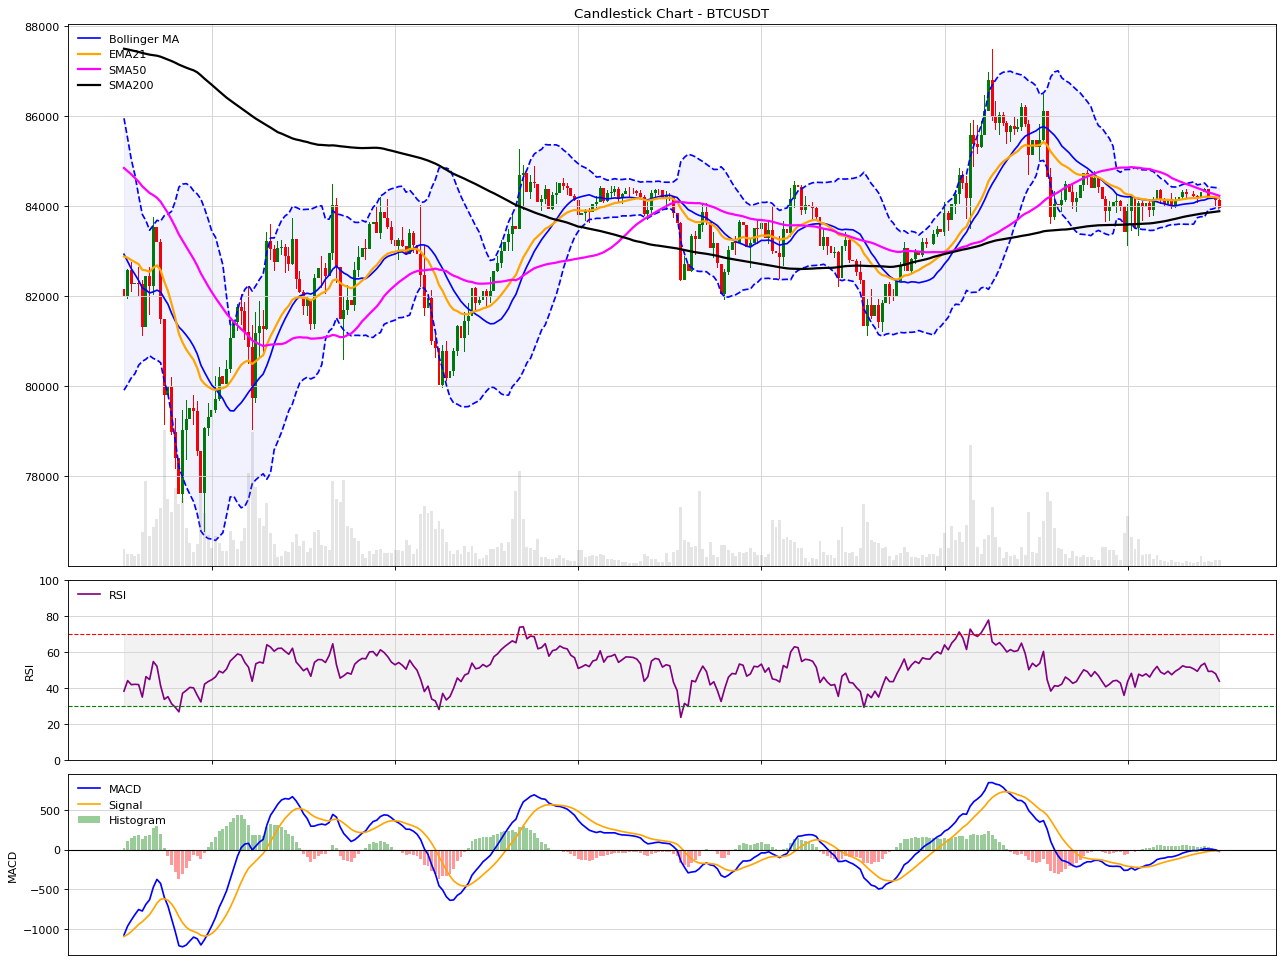 Candlestick Chart - BTCUSDT
88000
86000
84000
82000
80000
78000
Bollinger MA
EMA21
SMA50
SMA200
100
80
60
40
20
0
RSI
RSI
500
0
−500
−1000
MACD
MACD
Signal
Histogram